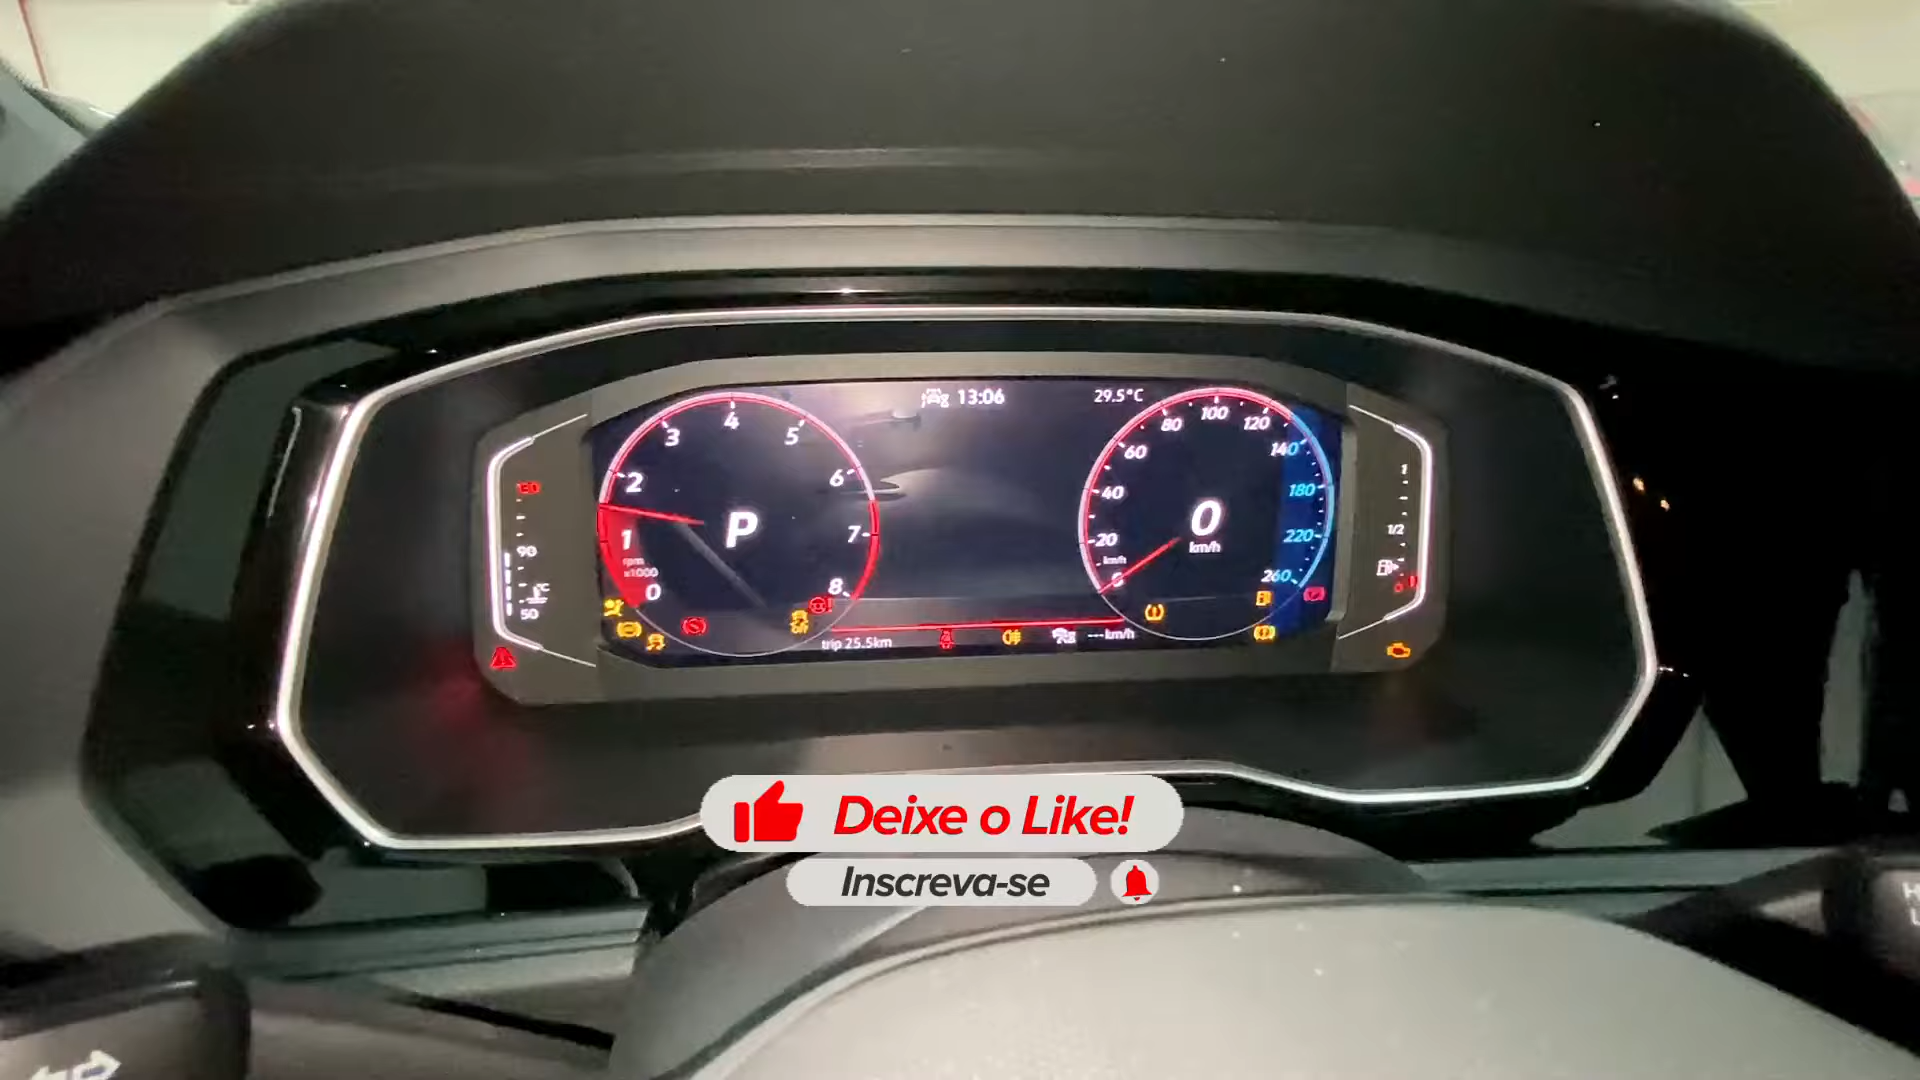 13:06
29.5°C
1
2
3
4
5
6
7
8
0
rpm
x1000
P
130
90
50
°C
20
40
60
80
100
120
140
180
220
260
0
km/h
km/h
1
1/2
OFF
trip 25.5km
--- km/h
Deixe o Like!
Inscreva-se